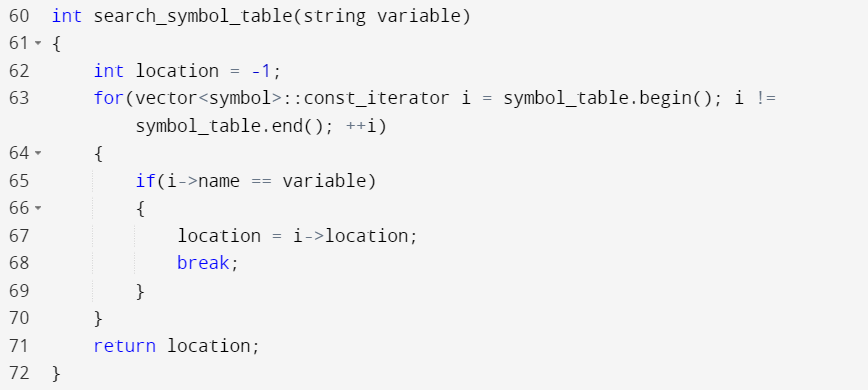 60 int search_symbol_table(string variable)
61 {
62     int location = -1;
63     for(vector<symbol>::const_iterator i = symbol_table.begin(); i !=
            symbol_table.end(); ++i)
64     {
65         if(i->name == variable)
66         {
67             location = i->location;
68             break;
69         }
70     }
71     return location;
72 }